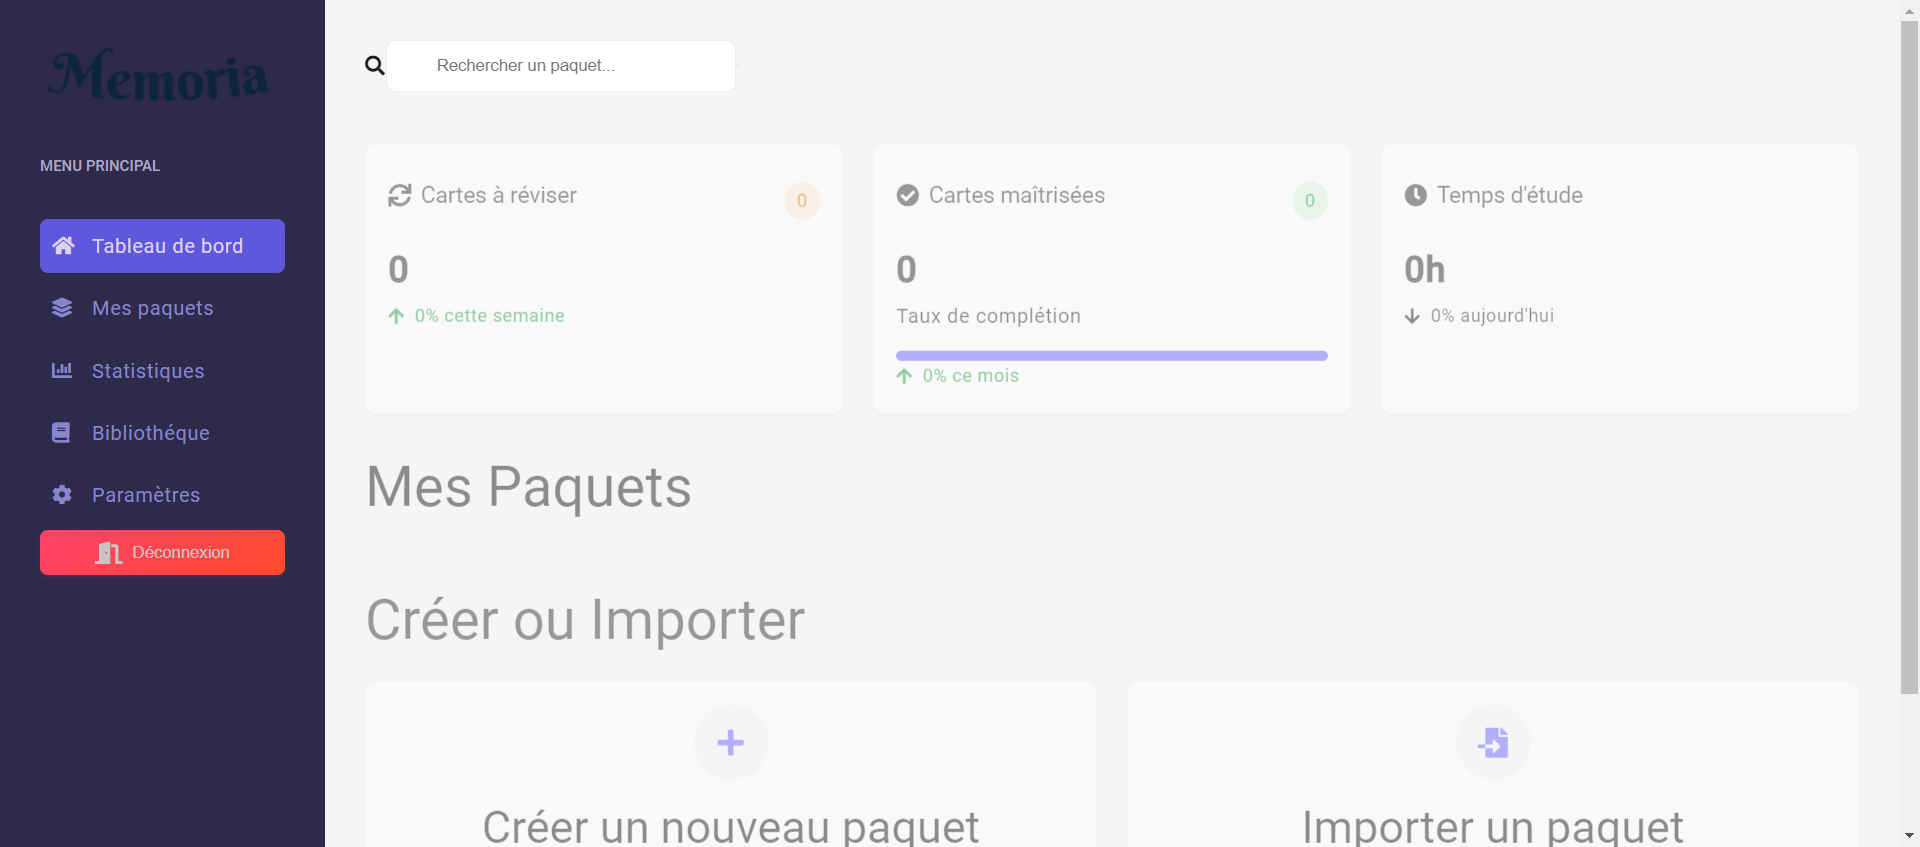 Memoria
MENU PRINCIPAL
Tableau de bord
Mes paquets
Statistiques
Bibliothéque
Paramètres
Déconnexion
Rechercher un paquet...
Cartes à réviser
0
0
0% cette semaine
Cartes maîtrisées
0
0
Taux de complétion
0% ce mois
Temps d'étude
0h
0% aujourd'hui
Mes Paquets
Créer ou Importer
Créer un nouveau paquet
Importer un paquet